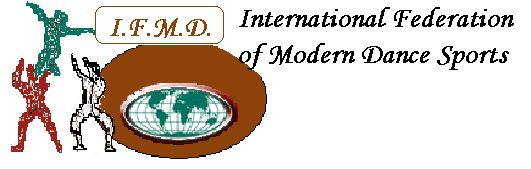 I.F.M.D.
International Federation
of Modern Dance Sports